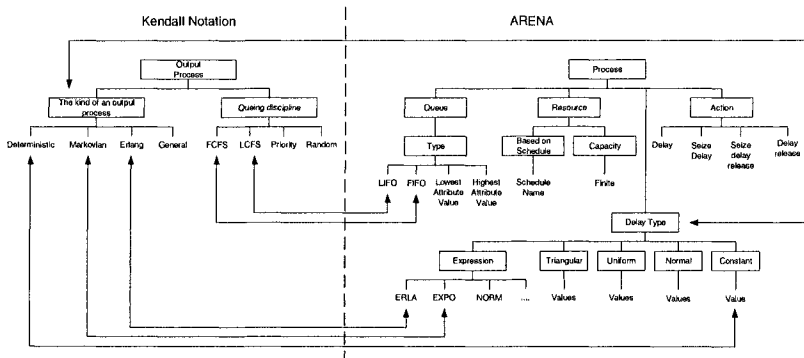 Kendall Notation
ARENA
Output
Process
Process
The kind of an output
process
Queing discipline
Queue
Resource
Action
Deterministic
Markovian
Erlang
General
FCFS
LCFS
Priority
Random
Type
Based on
Schedule
Capacity
Delay
Seize
Delay
Seize
delay
release
Delay
release
LIFO
FIFO
Lowest
Attribute
Value
Highest
Attribute
Value
Schedule
Name
Finite
Delay Type
Expression
Triangular
Uniform
Normal
Constant
ERLA
EXPO
NORM
....
Values
Values
Values
Value